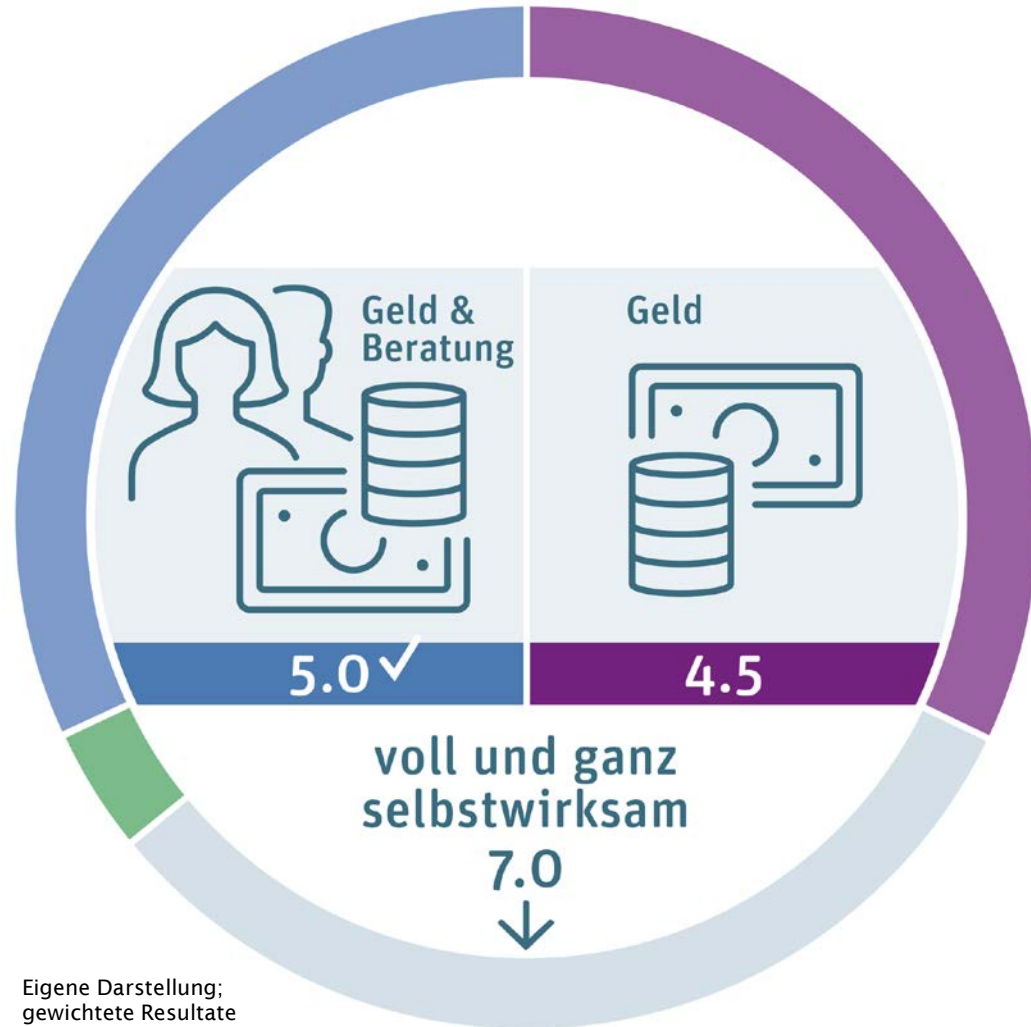 Geld &
Beratung
Geld
5.0 ✓
4.5
voll und ganz
selbstwirksam
7.0
Eigene Darstellung;
gewichtete Resultate